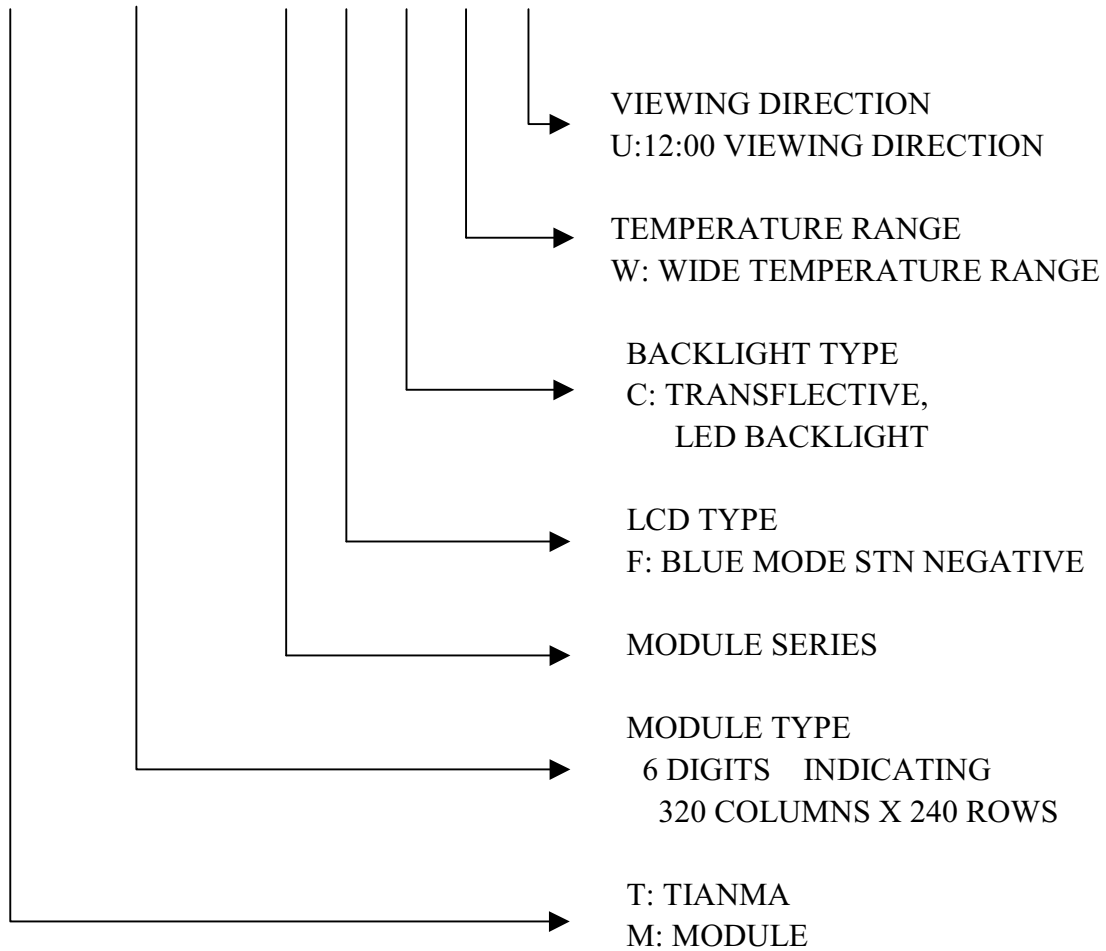 VIEWING DIRECTION
U:12:00 VIEWING DIRECTION
TEMPERATURE RANGE
W: WIDE TEMPERATURE RANGE
BACKLIGHT TYPE
C: TRANSFLECTIVE,
LED BACKLIGHT
LCD TYPE
F: BLUE MODE STN NEGATIVE
MODULE SERIES
MODULE TYPE
6 DIGITS INDICATING
320 COLUMNS X 240 ROWS
T: TIANMA
M: MODULE